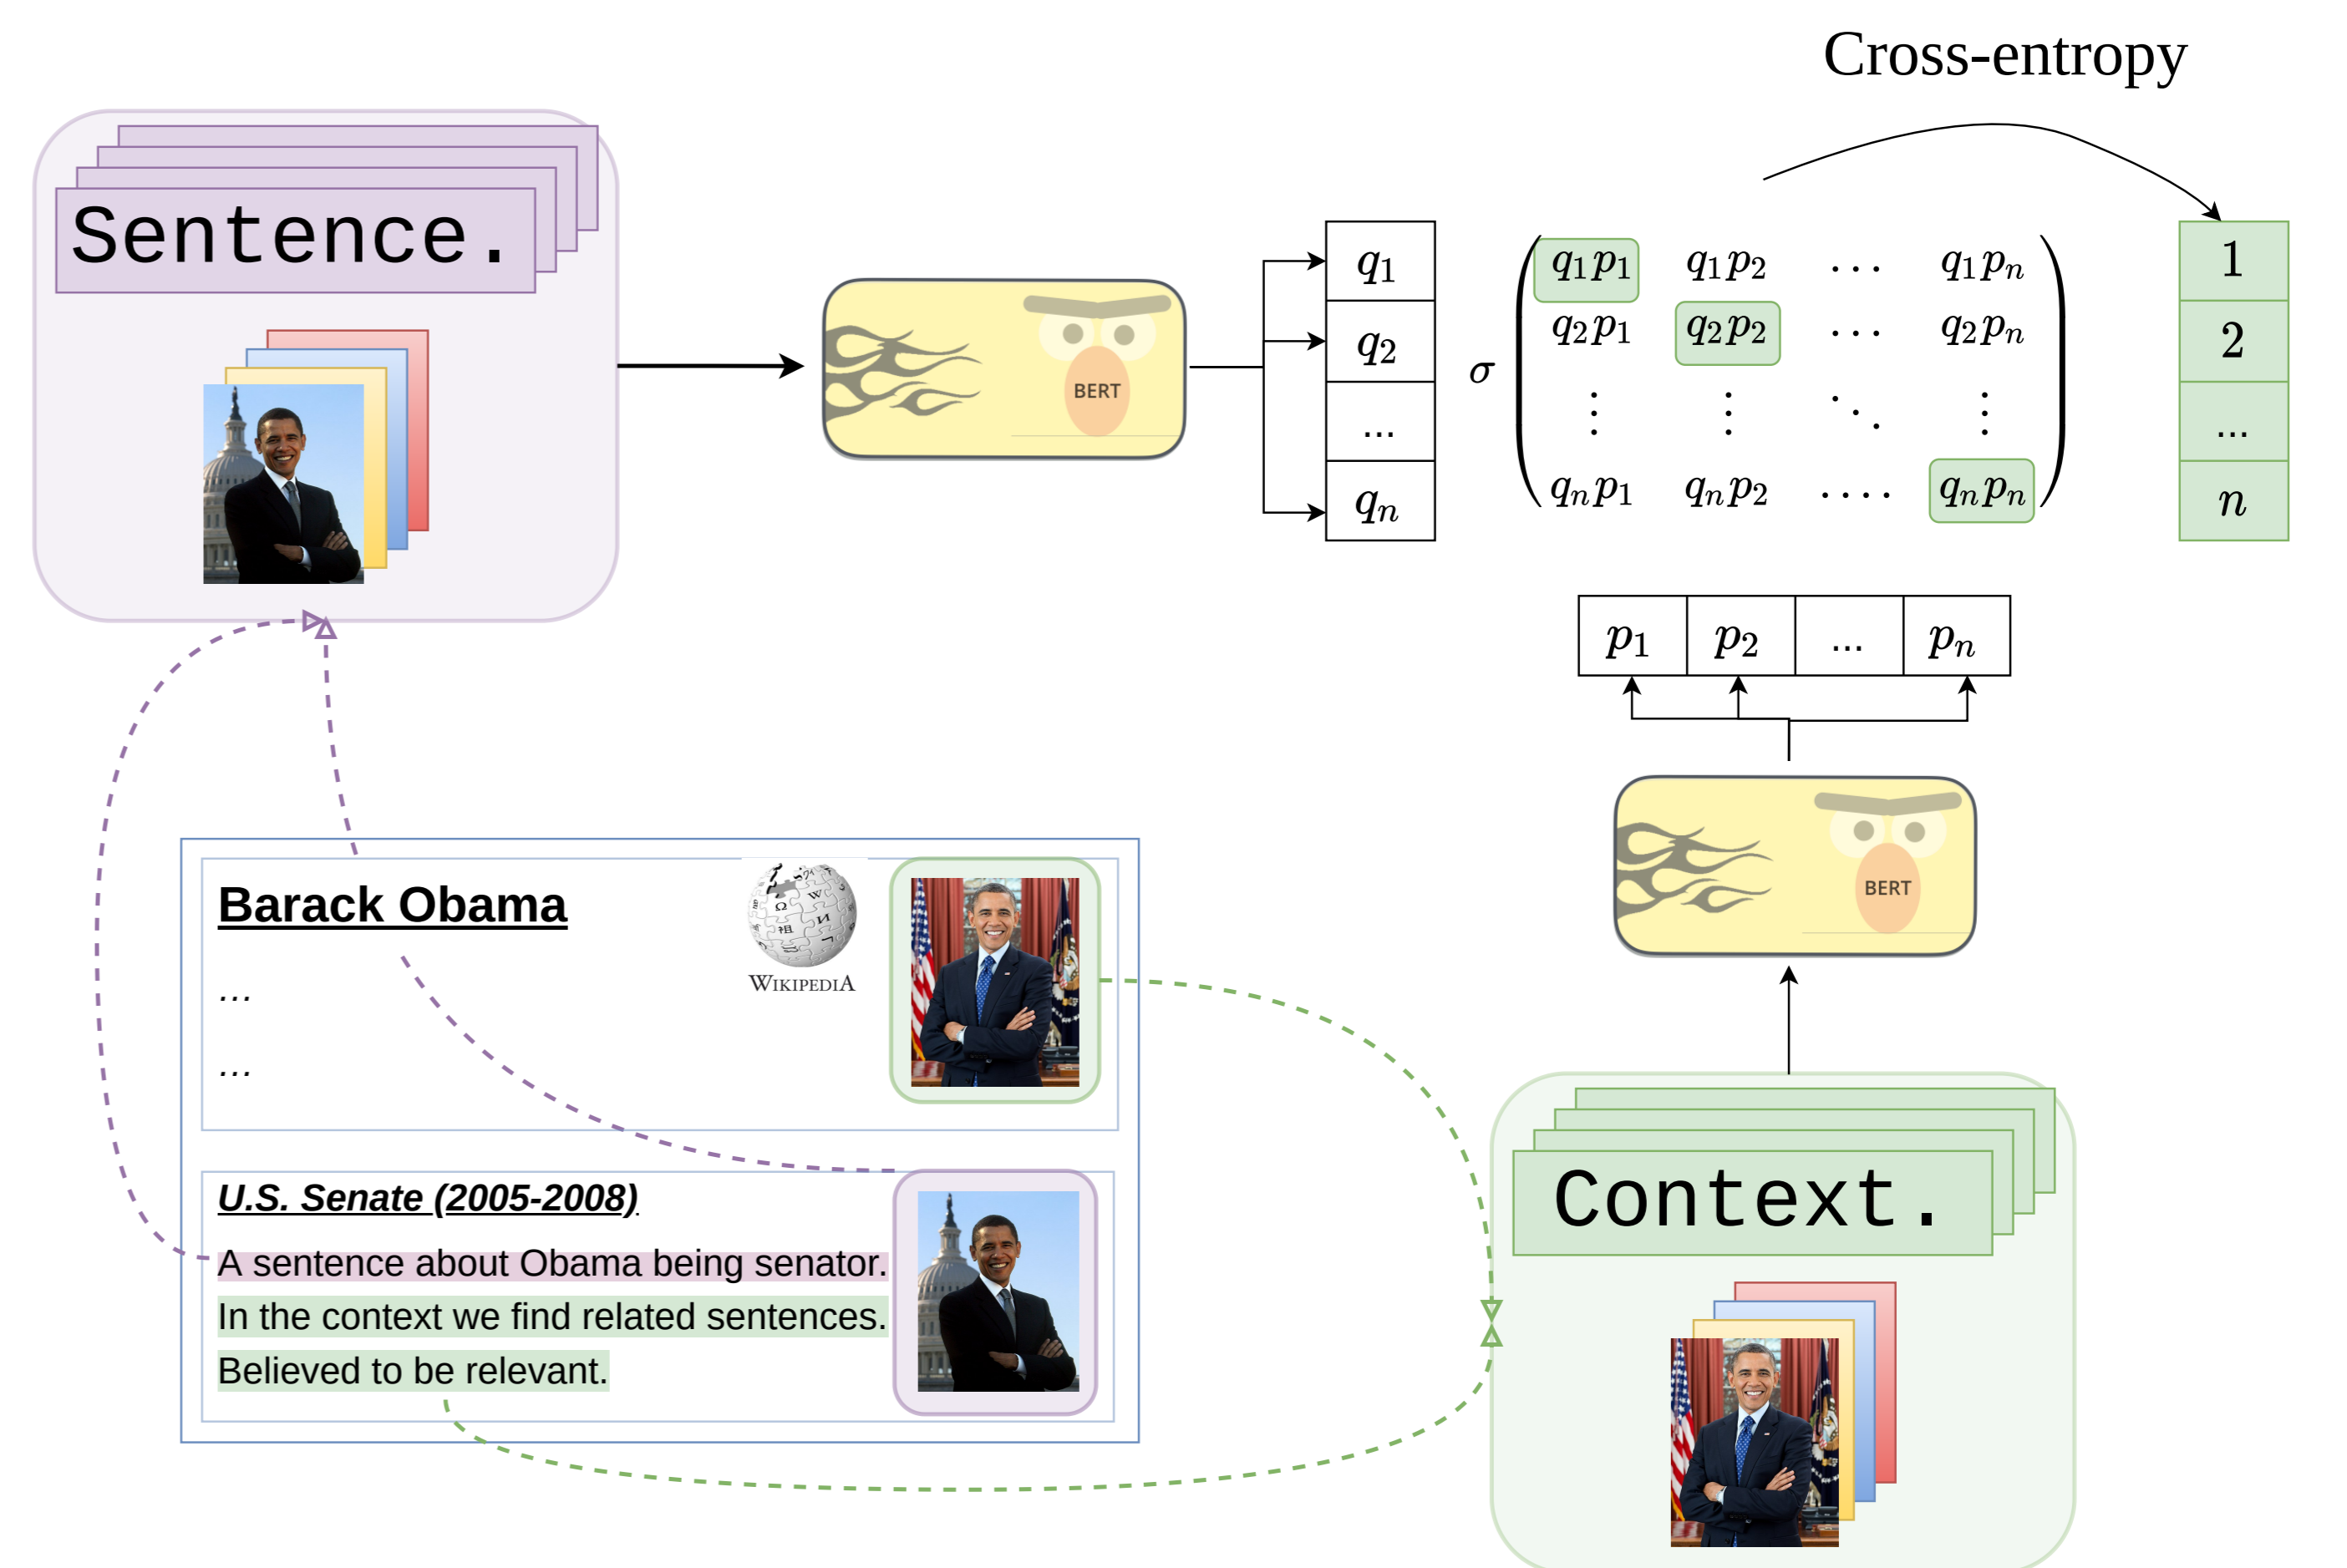 Cross-entropy
Sentence.
BERT
q1
q2
...
qn
σ
q1p1 q1p2 ... q1pn
q2p1 q2p2 ... q2pn
⋮ ⋮ ⋱ ⋮
qnp1 qnp2 .... qnpn
1
2
...
n
p1 p2 ... pn
BERT
Barack Obama
WIKIPEDIA
...
...
U.S. Senate (2005-2008)
A sentence about Obama being senator.
In the context we find related sentences.
Believed to be relevant.
Context.